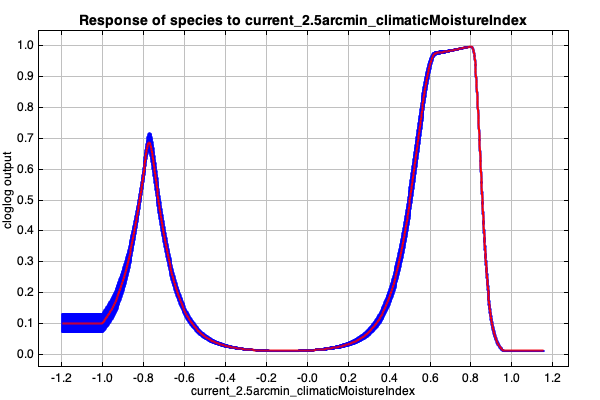 Response of species to current_2.5arcmin_climaticMoistureIndex
cloglog output
1.0
0.9
0.8
0.7
0.6
0.5
0.4
0.3
0.2
0.1
0.0
-1.2 -1.0 -0.8 -0.6 -0.4 -0.2 -0.0 0.2 0.4 0.6 0.8 1.0 1.2
current_2.5arcmin_climaticMoistureIndex